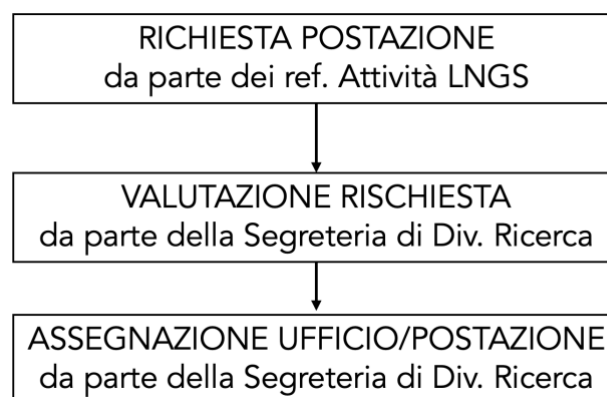 RICHIESTA POSTAZIONE
da parte dei ref. Attività LNGS
VALUTAZIONE RISCHIESTA
da parte della Segreteria di Div. Ricerca
ASSEGNAZIONE UFFICIO/POSTAZIONE
da parte della Segreteria di Div. Ricerca